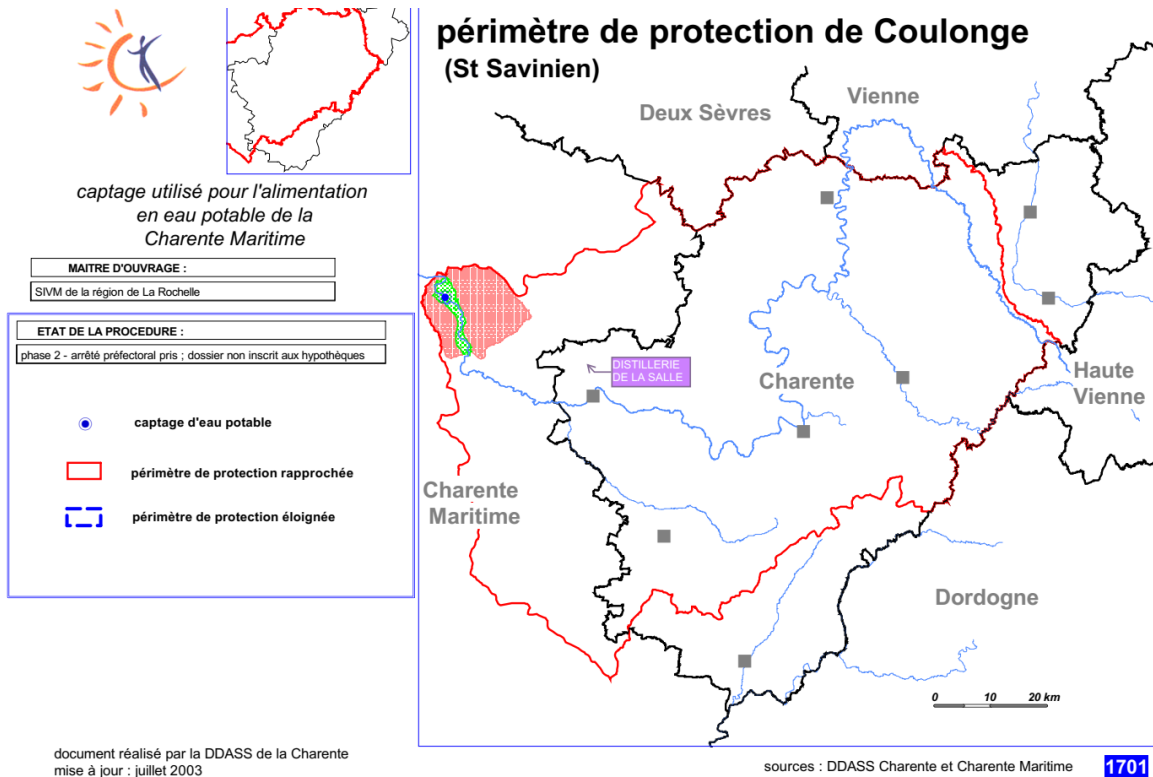 périmètre de protection de Coulonge
(St Savinien)
captage utilisé pour l'alimentation
en eau potable de la
Charente Maritime
MAITRE D'OUVRAGE :
SIVM de la région de La Rochelle
ETAT DE LA PROCEDURE :
phase 2 - arrêté préfectoral pris ; dossier non inscrit aux hypothèques
captage d'eau potable
périmètre de protection rapprochée
périmètre de protection éloignée
Deux Sèvres
Vienne
DISTILLERIE
DE LA SALLE
Charente
Haute
Vienne
Charente
Maritime
Dordogne
0 10 20 km
document réalisé par la DDASS de la Charente
mise à jour : juillet 2003
sources : DDASS Charente et Charente Maritime
1701